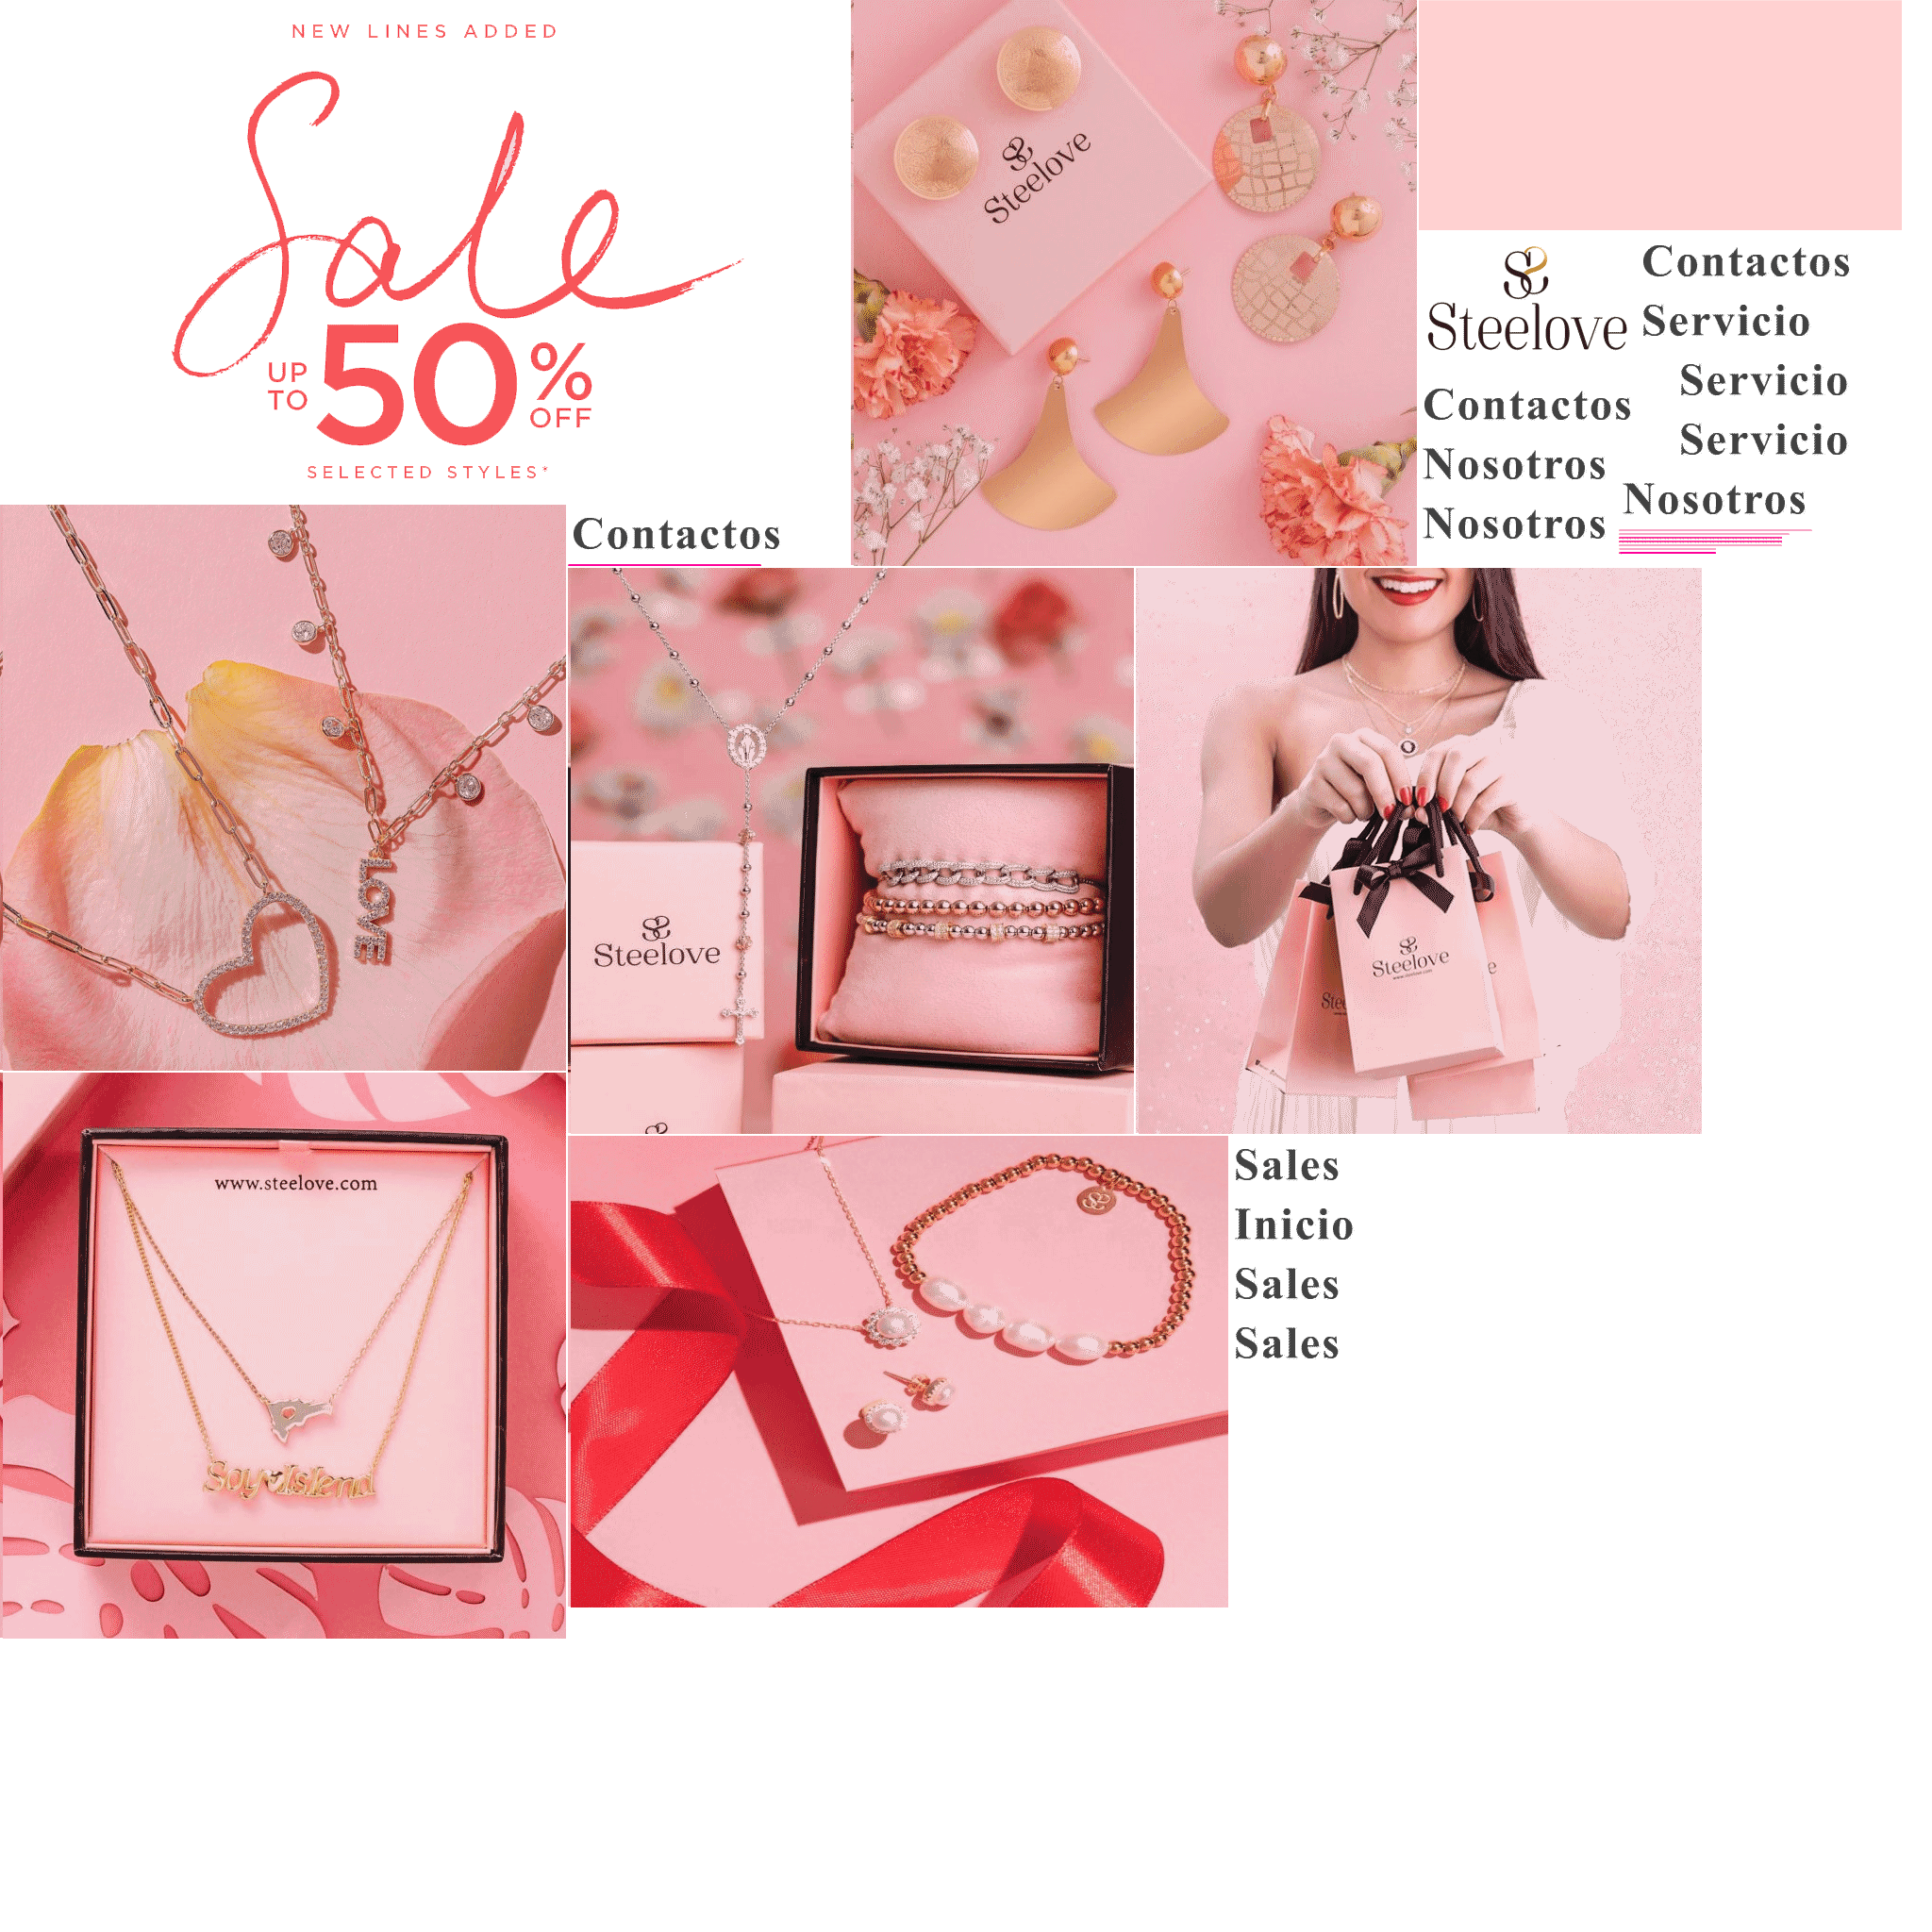 NEW LINES ADDED
Sale
UP TO 50% OFF
SELECTED STYLES*
Steelove
Steelove
Contactos
Servicio
Servicio
Contactos
Servicio
Nosotros
Nosotros
Nosotros
Contactos
LOVE
Steelove
Steelove
www.steelove.com
Sales
Inicio
Sales
Sales